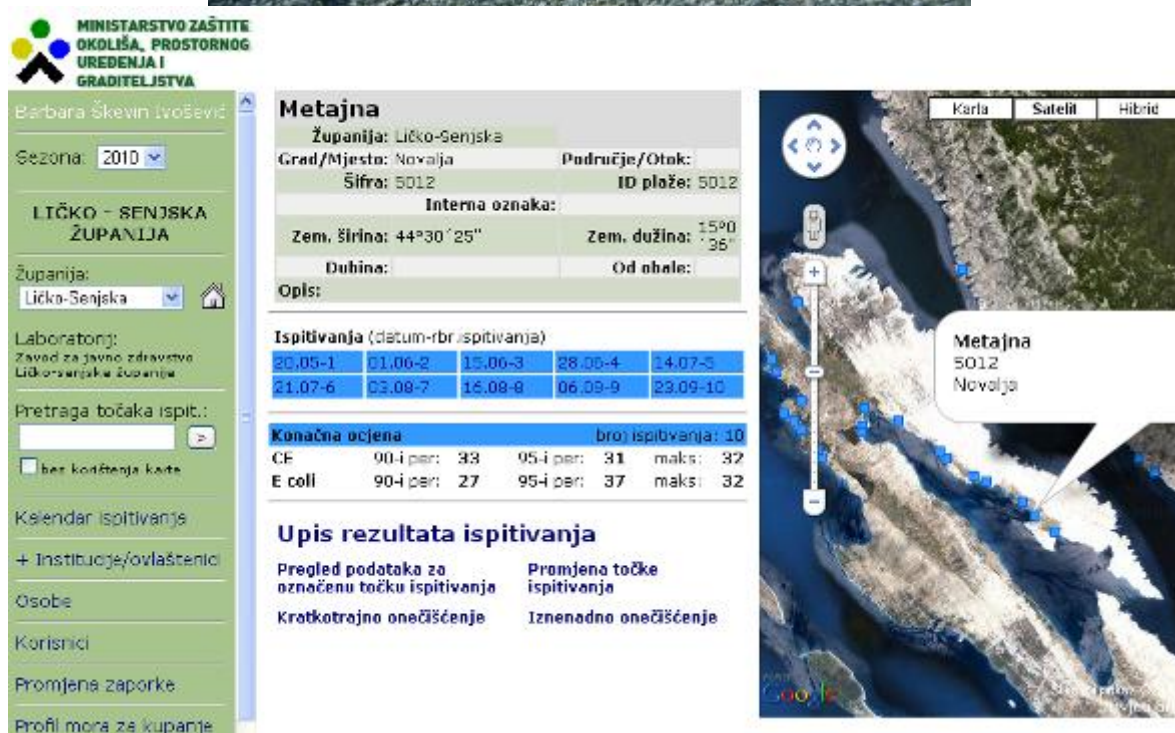 MINISTARSTVO ZAŠTITE
OKOLIŠA, PROSTORNOG
UREĐENJA I
GRADITELJSTVA
Barbara Škevin Ivošević
Sezona: 2010
LIČKO - SENJSKA
ŽUPANIJA
Županija:
Ličko-Senjska
Laboratorij:
Zavod za javno zdravstvo
Ličko-senjske županije
Pretraga točaka ispit.:
>
bez korištenja karte
Kalendar ispitivanja
+ Institucije/ovlaštenici
Osobe
Korisnici
Promjena zaporke
Profil mora za kupanje
Metajna
Županija: Ličko-Senjska
Grad/Mjesto: Novalja Područje/Otok:
Šifra: 5012 ID plaže: 5012
Interna oznaka:
Zem. širina: 44º30´25" Zem. dužina: 15º0´36"
Dubina: Od obale:
Opis:
Ispitivanja (datum-rbr.ispitivanja)
20.05-1 01.06-2 15.06-3 28.06-4 14.07-5
21.07-6 03.08-7 16.08-8 06.09-9 23.09-10
Konačna ocjena broj ispitivanja: 10
CE 90-i per: 33 95-i per: 31 maks: 32
E coli 90-i per: 27 95-i per: 37 maks: 32
Upis rezultata ispitivanja
Pregled podataka za Promjena točke
označenu točku ispitivanja ispitivanja
Kratkotrajno onečišćenje Iznenadno onečišćenje
Karta Satelit Hibrid
+
Metajna
5012
Novalja
−
Google